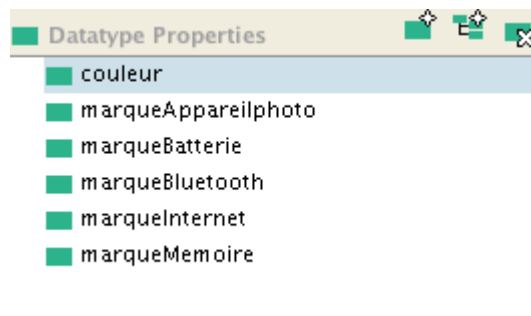 Datatype Properties
couleur
marqueAppareilphoto
marqueBatterie
marqueBluetooth
marqueInternet
marqueMemoire